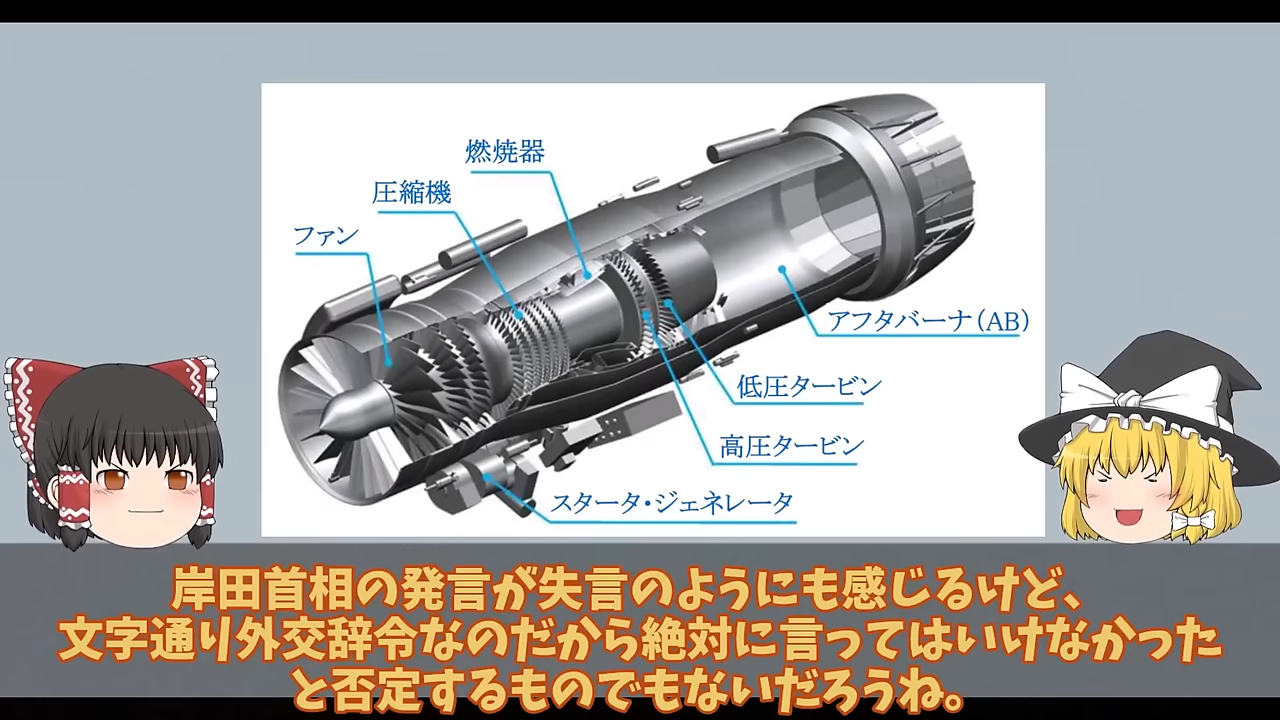 燃焼器
圧縮機
ファン
アフタバーナ(AB)
低圧タービン
高圧タービン
スタータ・ジェネレータ
岸田首相の発言が失言のようにも感じるけど、
文字通り外交辞令なのだから絶対に言ってはいけなかった
と否定するものでもないだろうね。